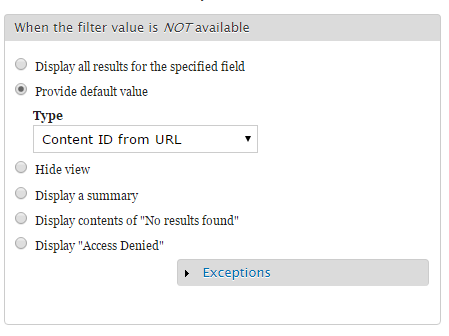 When the filter value is NOT available
Display all results for the specified field
Provide default value
Type
Content ID from URL
Hide view
Display a summary
Display contents of "No results found"
Display "Access Denied"
Exceptions